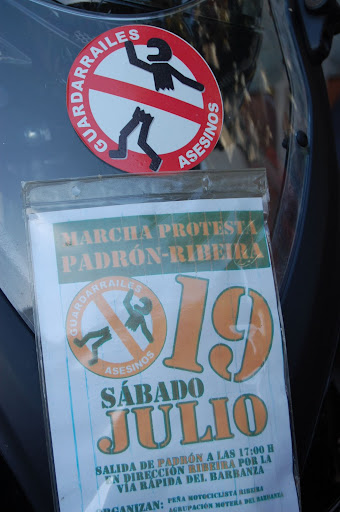 GUARDARRAILES
ASESINOS
MARCHA PROTESTA
PADRÓN-RIBEIRA
GUARDARRAILES
ASESINOS
19
SÁBADO
JULIO
SALIDA DE PADRÓN A LAS 17:00 H
EN DIRECCIÓN RIBEIRA POR LA
VÍA RÁPIDA DEL BARBANZA
ORGANIZAN: PEÑA MOTOCICLISTA RIBEIRA
AGRUPACIÓN MOTERA DEL BARBANZA